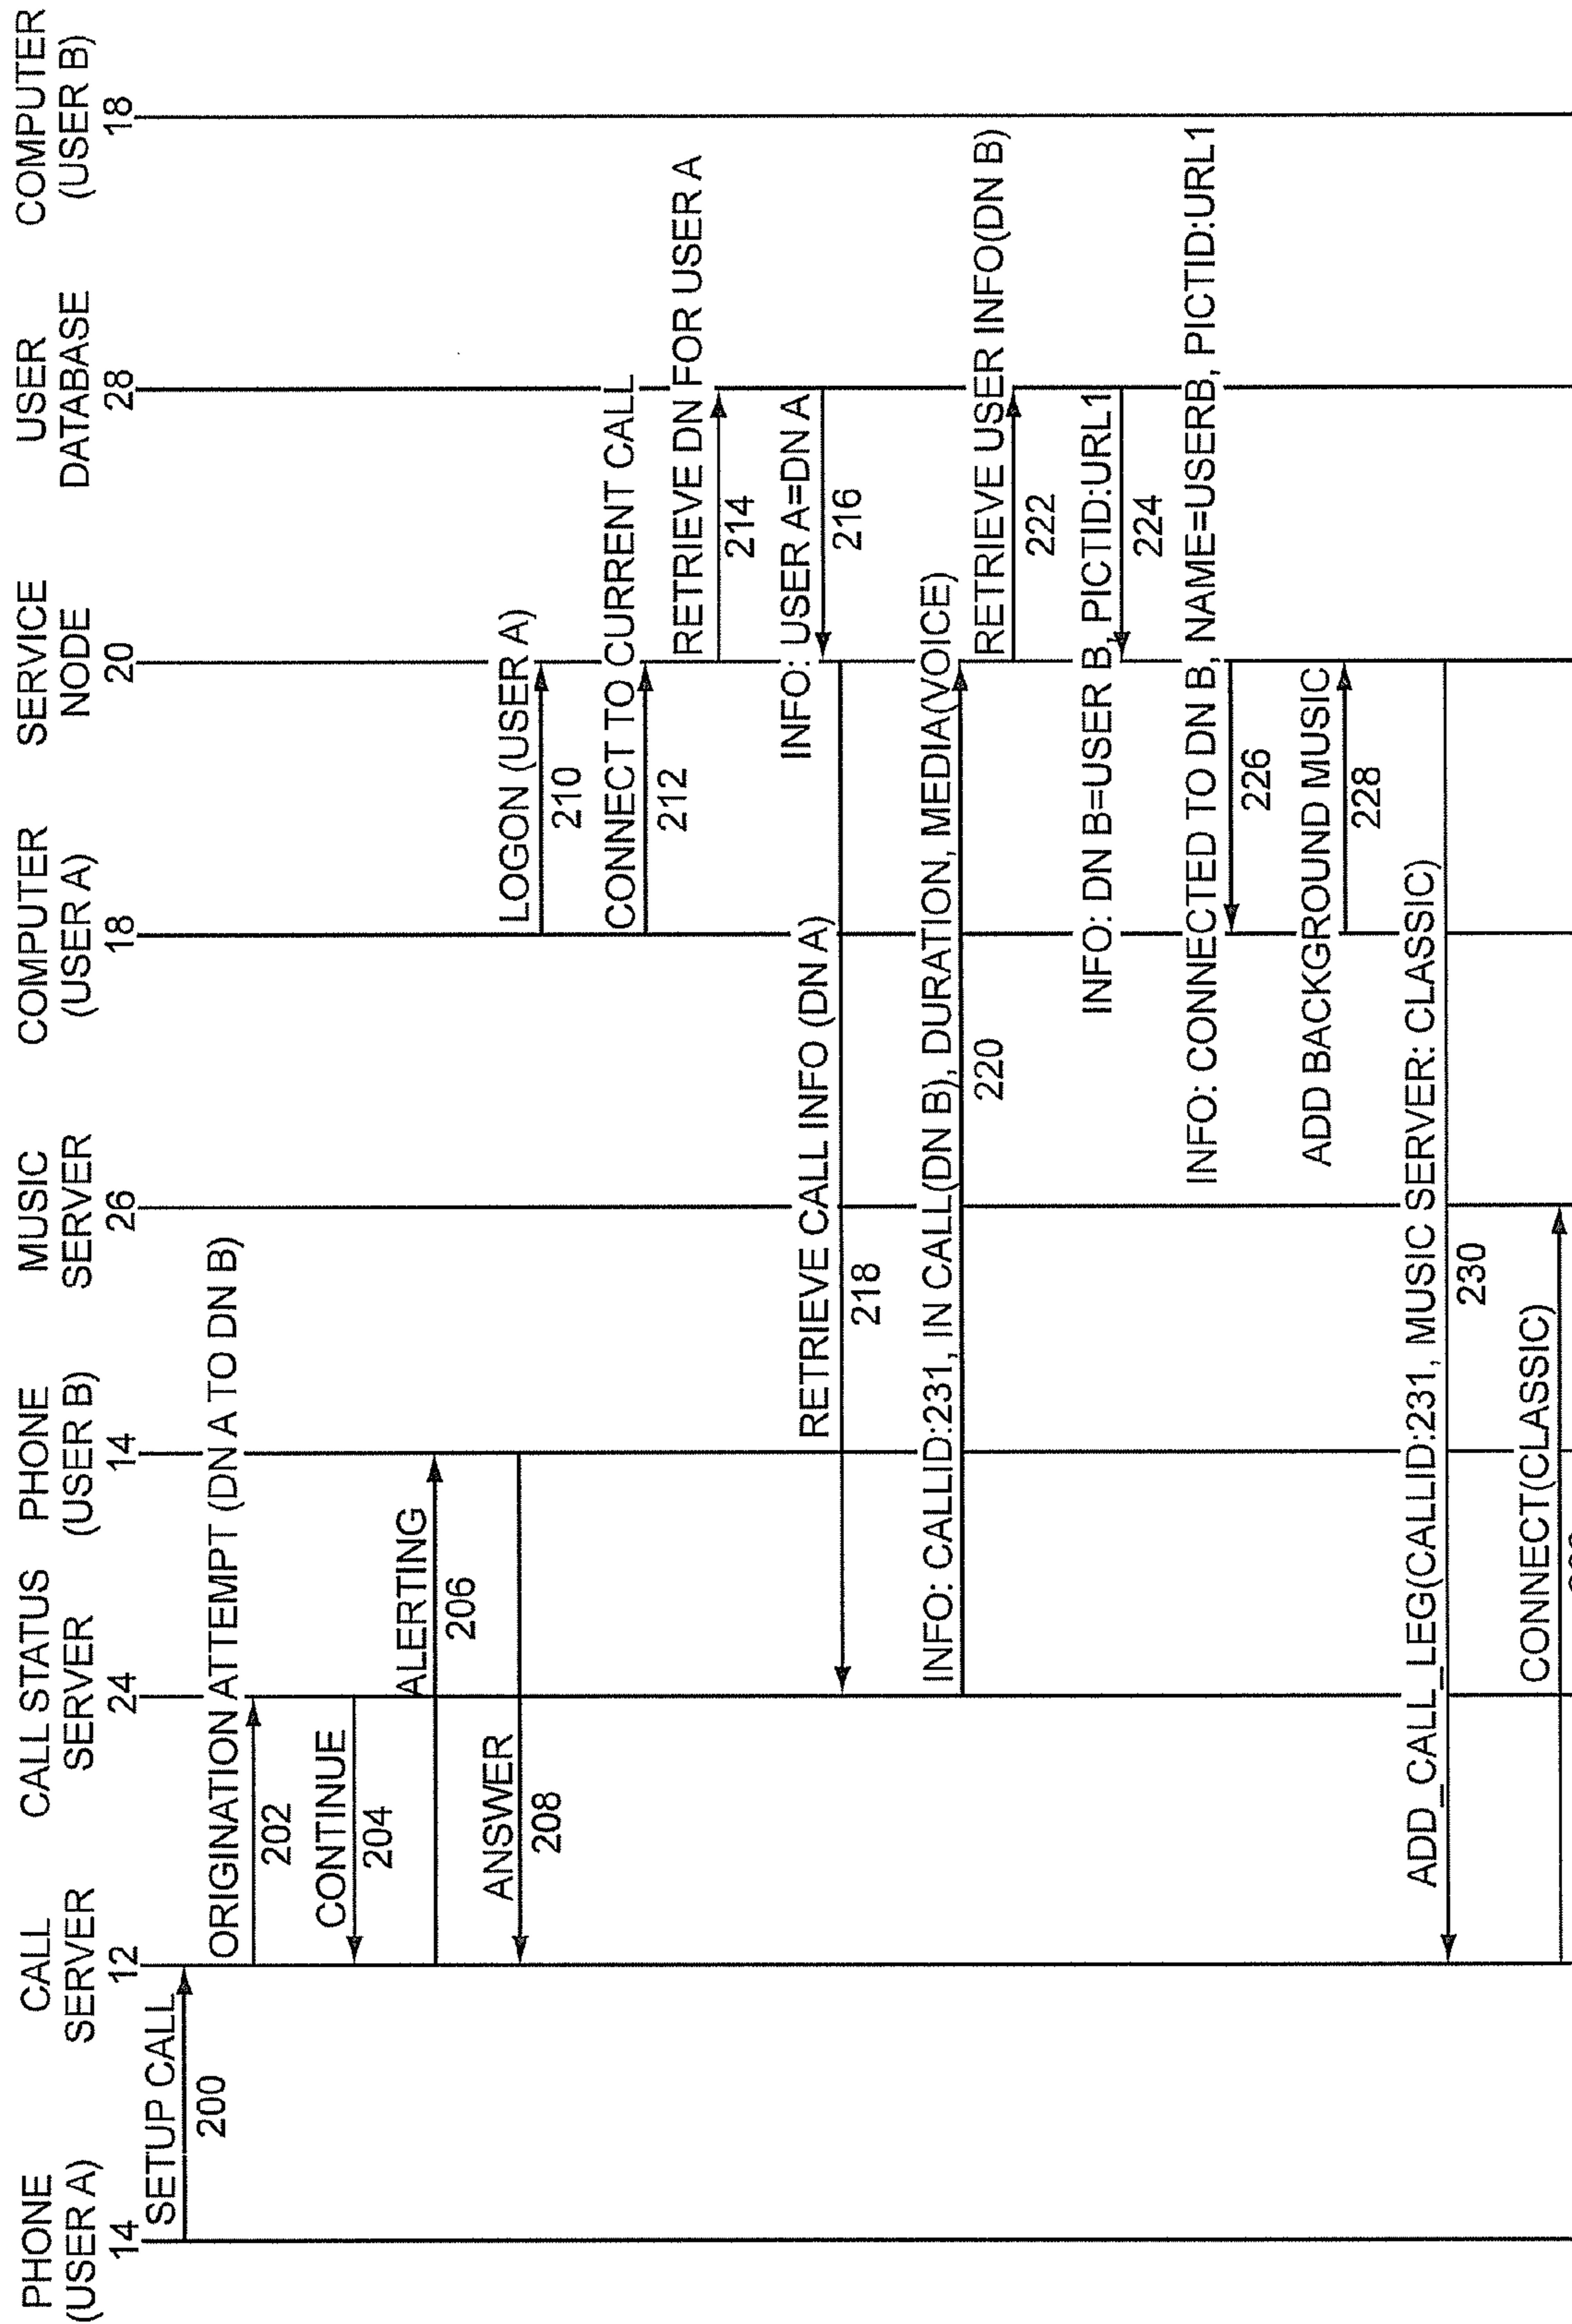 PHONE
(USER A)
14
CALL
SERVER
12
CALL STATUS
SERVER
24
PHONE
(USER B)
14
MUSIC
SERVER
26
COMPUTER
(USER A)
18
SERVICE
NODE
20
USER
DATABASE
28
COMPUTER
(USER B)
18
SETUP CALL
200
ORIGINATION ATTEMPT (DN A TO DN B)
202
CONTINUE
204
ALERTING
206
ANSWER
208
LOGON (USER A)
210
CONNECT TO CURRENT CALL
212
RETRIEVE DN FOR USER A
214
INFO: USER A=DN A
216
RETRIEVE CALL INFO (DN A)
218
INFO: CALLID:231, IN CALL(DN B), DURATION, MEDIA(VOICE)
220
RETRIEVE USER INFO(DN B)
222
INFO: DN B=USER B, PICTID:URL1
224
INFO: CONNECTED TO DN B, NAME=USERB, PICTID:URL1
226
ADD BACKGROUND MUSIC
228
ADD_CALL_LEG(CALLID:231, MUSIC SERVER: CLASSIC)
230
CONNECT(CLASSIC)